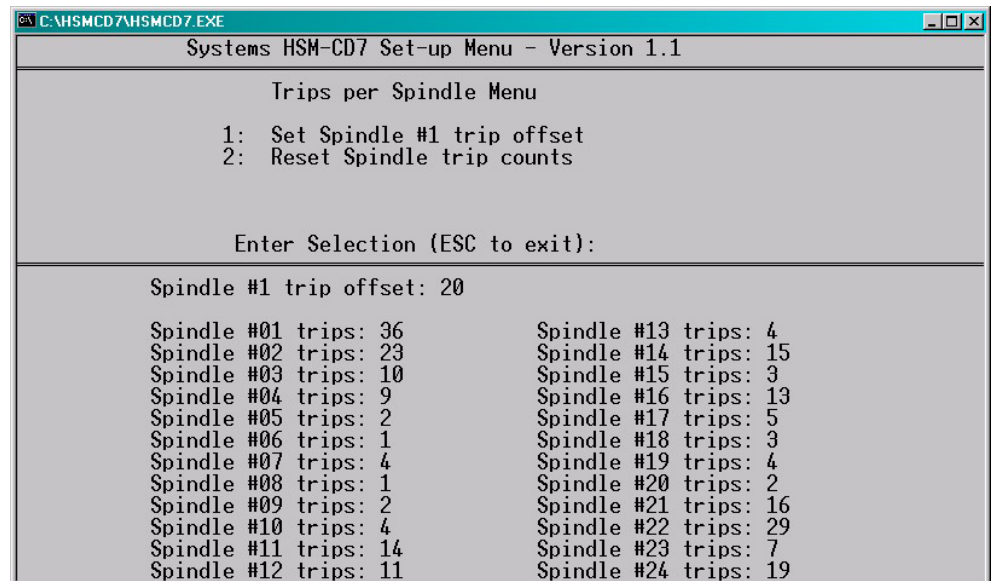 C:\HSMCD7\HSMCD7.EXE
Systems HSM-CD7 Set-up Menu - Version 1.1
Trips per Spindle Menu
1: Set Spindle #1 trip offset
2: Reset Spindle trip counts
Enter Selection (ESC to exit):
Spindle #1 trip offset: 20
Spindle #01 trips: 36 Spindle #13 trips: 4
Spindle #02 trips: 23 Spindle #14 trips: 15
Spindle #03 trips: 10 Spindle #15 trips: 3
Spindle #04 trips: 9 Spindle #16 trips: 13
Spindle #05 trips: 2 Spindle #17 trips: 5
Spindle #06 trips: 1 Spindle #18 trips: 3
Spindle #07 trips: 4 Spindle #19 trips: 4
Spindle #08 trips: 1 Spindle #20 trips: 2
Spindle #09 trips: 2 Spindle #21 trips: 16
Spindle #10 trips: 4 Spindle #22 trips: 29
Spindle #11 trips: 14 Spindle #23 trips: 7
Spindle #12 trips: 11 Spindle #24 trips: 19